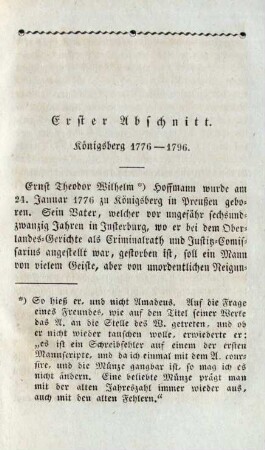 Erster Abschnitt.
Königsberg 1776—1796.
Ernst Theodor Wilhelm *) Hoffmann wurde am
24. Januar 1776 zu Königsberg in Preußen gebo-
ren. Sein Vater, welcher vor ungefähr sechsund-
zwanzig Jahren in Insterburg, wo er bei dem Ober-
landes-Gerichte als Criminalrath und Justitz-Comis-
sarius angestellt war, gestorben ist, soll ein Mann
von vielem Geiste, aber von unordentlichen Neigun-
*) So hieß er, und nicht Amadeus. Auf die Frage
eines Freundes, wie auf den Titel seiner Werke
das A. an die Stelle des W. getreten, und ob
er nicht wieder tauschen wolle, erwiederte er:
„es ist ein Schreibfehler auf einem der ersten
Manuscripte, und da ich einmal mit dem A. cours-
sire, und die Münze gangbar ist, so mag ich es
nicht ändern. Eine beliebte Münze prägt man
mit der alten Jahreszahl immer wieder aus,
auch mit den alten Fehlern.“